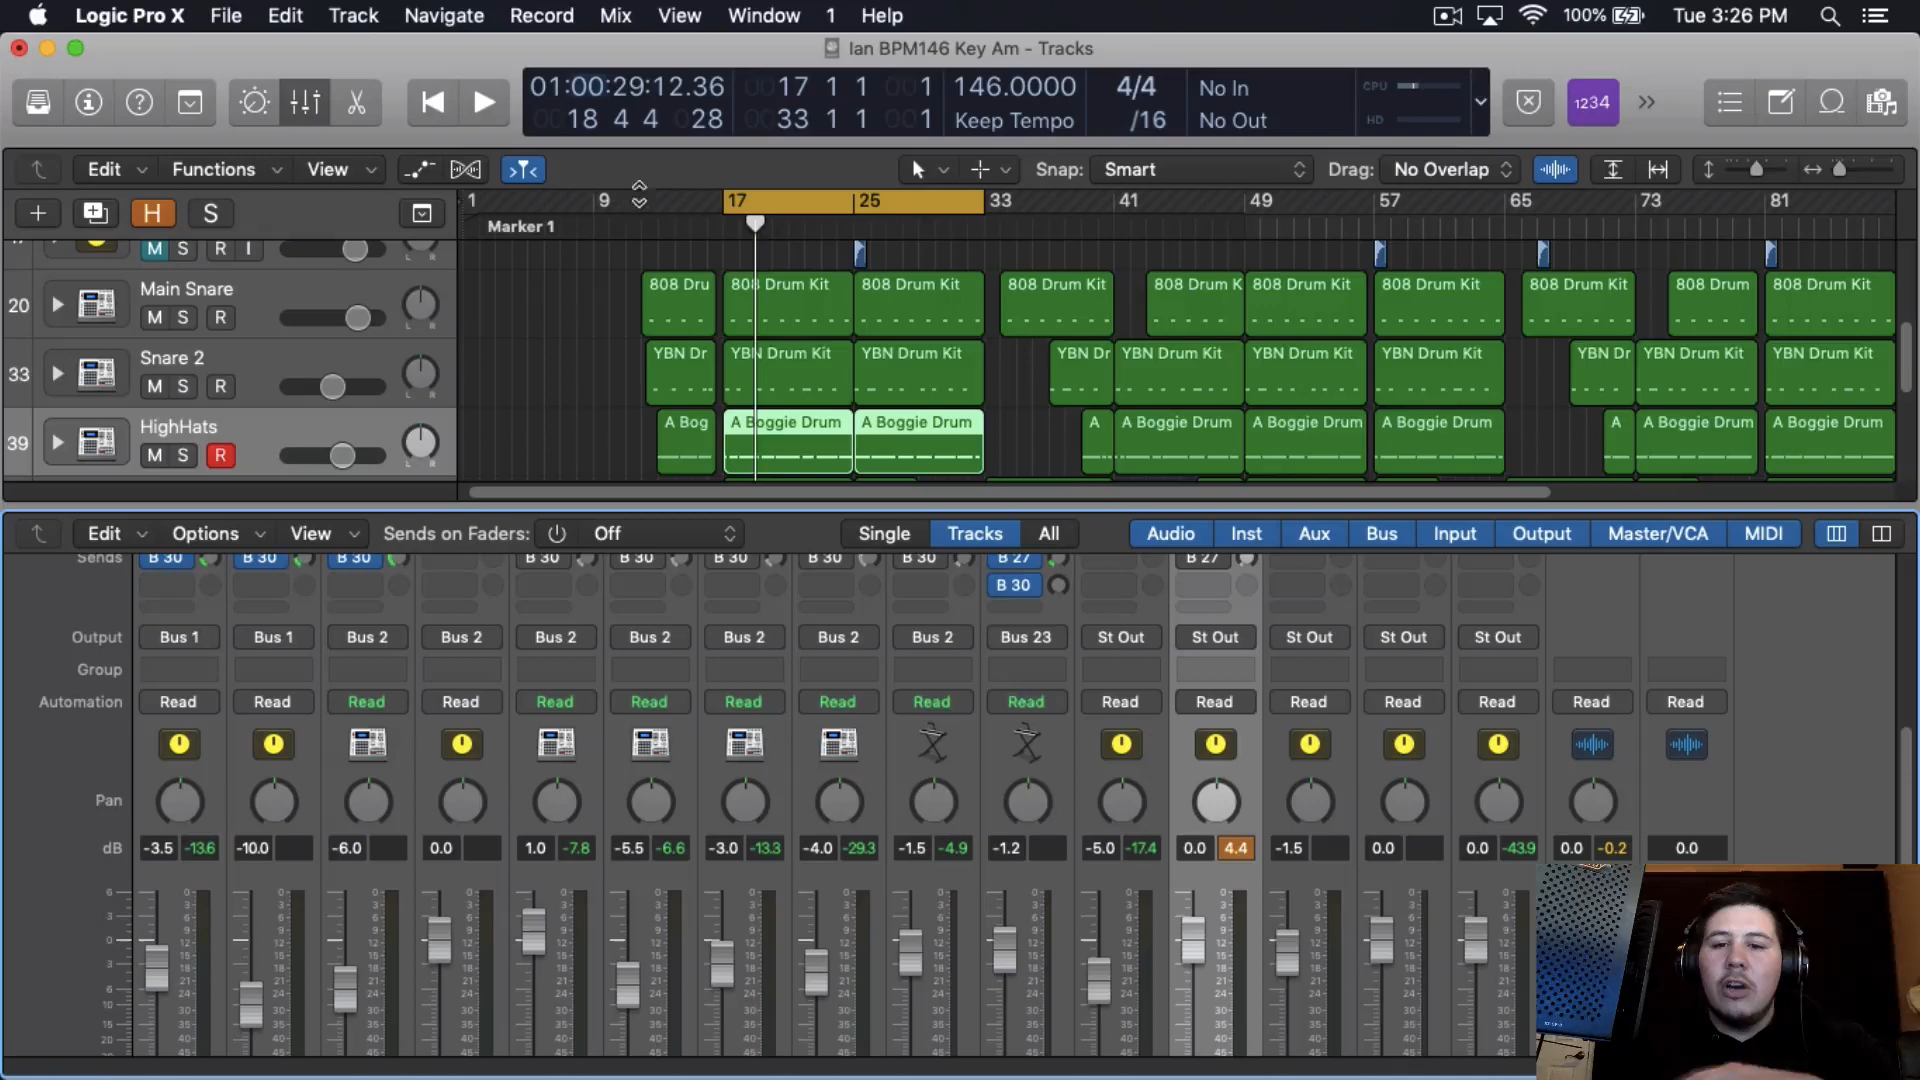 Logic Pro X File Edit Track Navigate Record Mix View Window 1 Help 100% Tue 3:26 PM
Ian BPM146 Key Am - Tracks
01:00:29:12.36 0017 1 1 001 146.0000 4/4 No In CPU
0018 4 4 028 0033 1 1 001 Keep Tempo /16 No Out HD
1234
Edit Functions View Snap: Smart Drag: No Overlap
H S 1 9 17 25 33 41 49 57 65 73 81
Marker 1
M S R I
20 Main Snare M S R L R
808 Dru 808 Drum Kit 808 Drum Kit 808 Drum Kit 808 Drum K 808 Drum Kit 808 Drum Kit 808 Drum Kit 808 Drum 808 Drum Kit
33 Snare 2 M S R L R
YBN Dr YBN Drum Kit YBN Drum Kit YBN Dr YBN Drum Kit YBN Drum Kit YBN Drum Kit YBN Dr YBN Drum Kit YBN Drum Kit
39 HighHats M S R L R
A Bog A Boggie Drum A Boggie Drum A A Boggie Drum A Boggie Drum A Boggie Drum A A Boggie Drum A Boggie Drum
Edit Options View Sends on Faders: Off Single Tracks All Audio Inst Aux Bus Input Output Master/VCA MIDI
Sends B 30 B 30 B 30 B 30 B 30 B 30 B 30 B 30 B 27 B 27
B 30
Output Bus 1 Bus 1 Bus 2 Bus 2 Bus 2 Bus 2 Bus 2 Bus 2 Bus 2 Bus 23 St Out St Out St Out St Out St Out
Group
Automation Read Read Read Read Read Read Read Read Read Read Read Read Read Read Read Read Read
Pan
dB -3.5 -13.6 -10.0 -6.0 0.0 1.0 -7.8 -5.5 -6.6 -3.0 -13.3 -4.0 -29.3 -1.5 -4.9 -1.2 -5.0 -17.4 0.0 4.4 -1.5 0.0 0.0 -43.9 0.0 -0.2 0.0